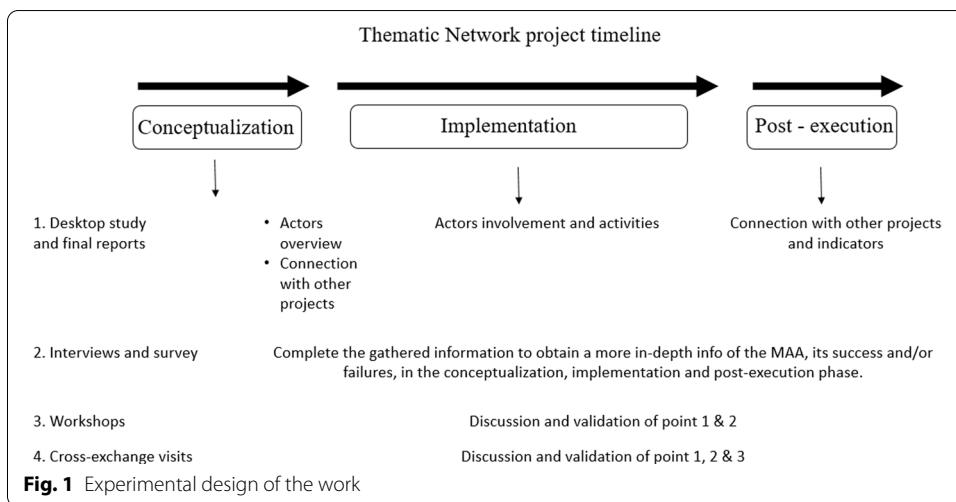 Thematic Network project timeline
Conceptualization
Implementation
Post - execution
1. Desktop study
and final reports
• Actors
overview
• Connection
with other
projects
Actors involvement and activities
Connection with other projects
and indicators
2. Interviews and survey
Complete the gathered information to obtain a more in-depth info of the MAA, its success and/or
failures, in the conceptualization, implementation and post-execution phase.
3. Workshops
Discussion and validation of point 1 & 2
4. Cross-exchange visits
Discussion and validation of point 1, 2 & 3
Fig. 1 Experimental design of the work